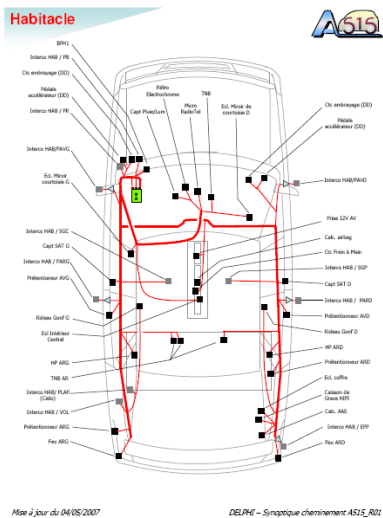 Habitacle
A515
BPH1
Interco HAB / PB
Ctc embrayage (DD)
Pédale
accélérateur (DD)
Interco HAB / PR
Interco HAB/PAVG
Ecl. Miroir
courtoisie G
Interco HAB / SGC
Capt SAT G
Interco HAB / PARG
Prétentionneur AVG
Rideau Gonf G
Ecl Intérieur
Central
HP ARG
TNB AR
Interco HAB/ PLAF
(Cielo)
Interco HAB / VOL
Prétentionneur ARG
Feu ARG
Rétro
Electrochrome
Capt Pluie/Lum
Micro
RadioTel
TNB
Ecl. Miroir de
courtoisie D
Ctc embrayage (DD)
Pédale
accélérateur (DD)
Interco HAB/PAVD
Prise 12V AV
Calc. airbag
Ctc Frein à Main
Interco HAB / SGP
Capt SAT D
Interco HAB / PARD
Prétentionneur AVD
Rideau Gonf D
HP ARD
Prétentionneur ARD
Ecl. coffre
Caisson de
Grave HIFI
Calc. AAS
Interco HAB / EPP
Feu ARD
Mise à jour du 04/05/2007
DELPHI – Synoptique cheminement A515_R01